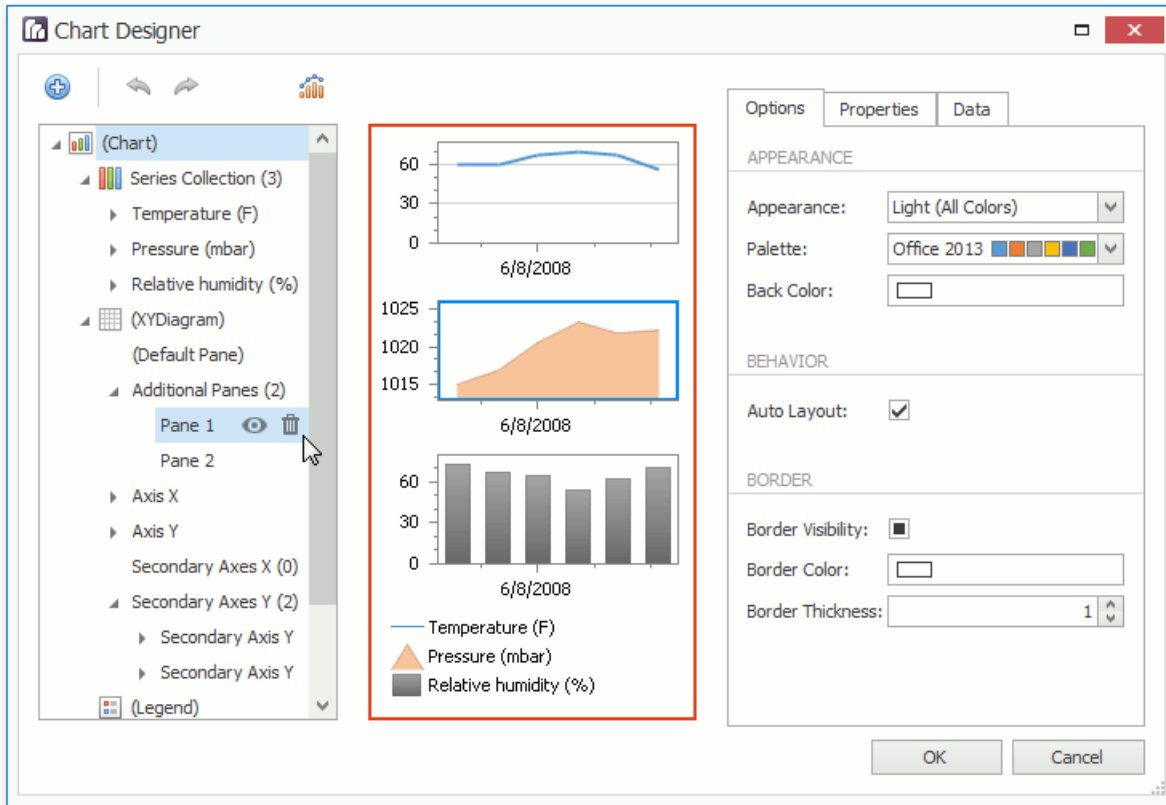 Chart Designer
(Chart)
Series Collection (3)
Temperature (F)
Pressure (mbar)
Relative humidity (%)
(XYDiagram)
(Default Pane)
Additional Panes (2)
Pane 1
Pane 2
Axis X
Axis Y
Secondary Axes X (0)
Secondary Axes Y (2)
Secondary Axis Y
Secondary Axis Y
(Legend)
60
30
0
6/8/2008
1025
1020
1015
6/8/2008
60
30
0
6/8/2008
Temperature (F)
Pressure (mbar)
Relative humidity (%)
Options Properties Data
APPEARANCE
Appearance: Light (All Colors)
Palette: Office 2013
Back Color:
BEHAVIOR
Auto Layout:
BORDER
Border Visibility:
Border Color:
Border Thickness: 1
OK Cancel